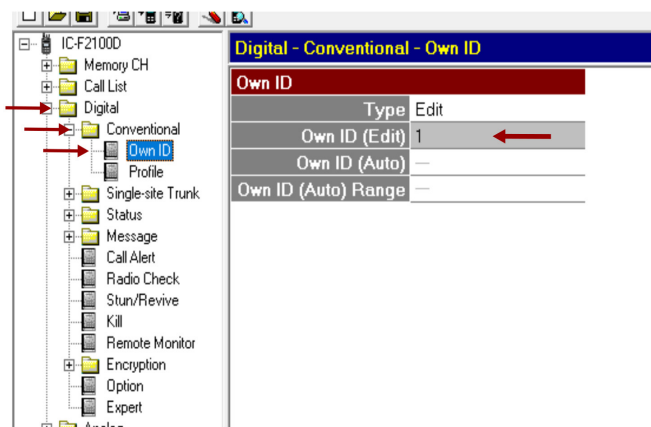 IC-F2100D
Memory CH
Call List
Digital
Conventional
Own ID
Profile
Single-site Trunk
Status
Message
Call Alert
Radio Check
Stun/Revive
Kill
Remote Monitor
Encryption
Option
Expert
Analog
Digital - Conventional - Own ID
Own ID
Type Edit
Own ID (Edit) 1
Own ID (Auto) —
Own ID (Auto) Range —